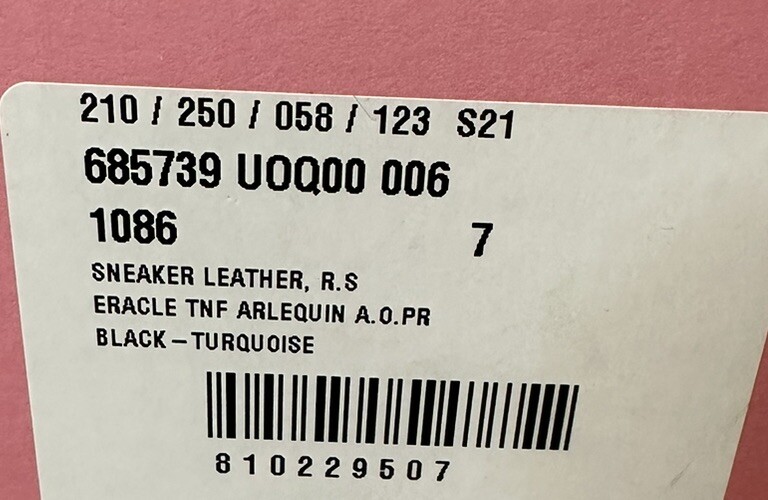 210 / 250 / 058 / 123 S21
685739 UOQ00 006
1086 7
SNEAKER LEATHER, R.S
ERACLE TNF ARLEQUIN A.O.PR
BLACK-TURQUOISE
810229507